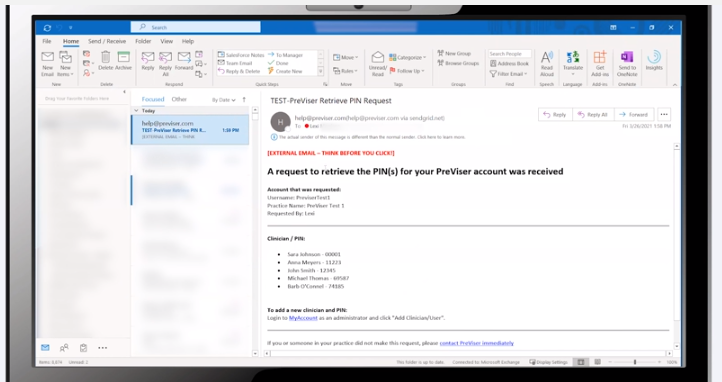 Search
File Home Send / Receive Folder View Help
New Email New Items Delete Archive Reply Reply All Forward Salesforce Notes To Manager Move Unread/ Read Categorize New Group Search People Read Aloud Translate Get Add-ins Send to OneNote Insights
Team Email Done Rules Follow Up Browse Groups Address Book
Reply & Delete Create New Filter Email
New Delete Respond Quick Steps Move Tags Groups Find Speech Language Add-ins OneNote
Drag Your Favorite Folders Here
Focused Other By Date
Today
help@previser.com
TEST-PreViser Retrieve PIN R... 1:58 PM
[EXTERNAL EMAIL - THINK
TEST-PreViser Retrieve PIN Request
H
help@previser.com(help@previser.com via sendgrid.net)
To Lexi
Reply Reply All Forward
Fri 3/26/2021 1:58 PM
The actual sender of this message is different than the normal sender. Click here to learn more.
[EXTERNAL EMAIL – THINK BEFORE YOU CLICK!]
A request to retrieve the PIN(s) for your PreViser account was received
Account that was requested:
Username: PreviserTest1
Practice Name: PreViser Test 1
Requested By: Lexi
Clinician / PIN:
Sara Johnson - 00001
Anna Meyers - 11223
John Smith - 12345
Michael Thomas - 69587
Barb O'Connel - 74185
To add a new clinician and PIN:
Login to MyAccount as an administrator and click "Add Clinician/User".
If you or someone in your practice did not make this request, please contact PreViser immediately
Items: 3,074 Unread: 1 This folder is up to date. Connected to Microsoft Exchange Display Settings 100%